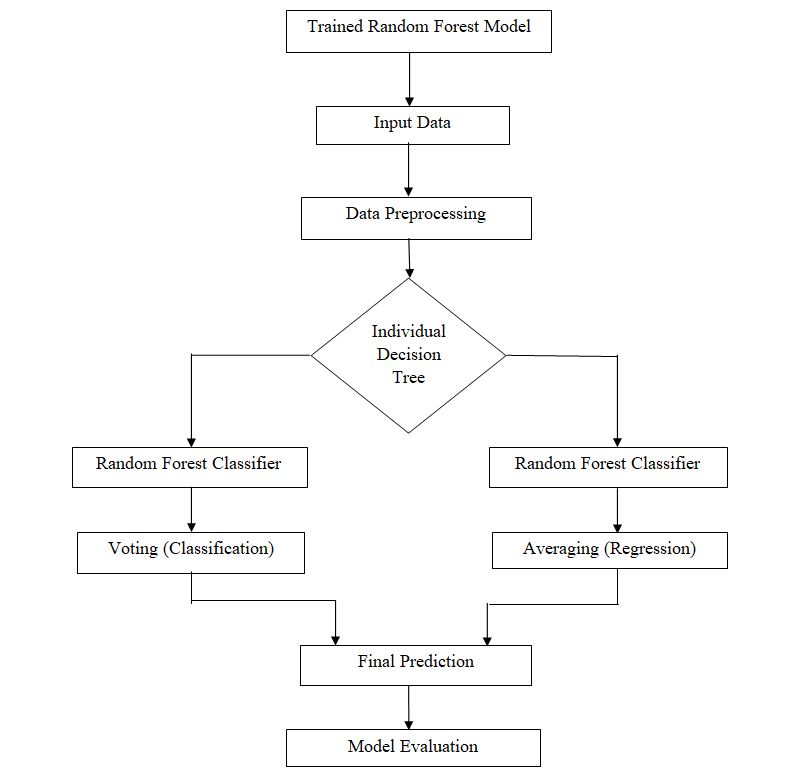 Trained Random Forest Model
Input Data
Data Preprocessing
Individual
Decision
Tree
Random Forest Classifier
Random Forest Classifier
Voting (Classification)
Averaging (Regression)
Final Prediction
Model Evaluation